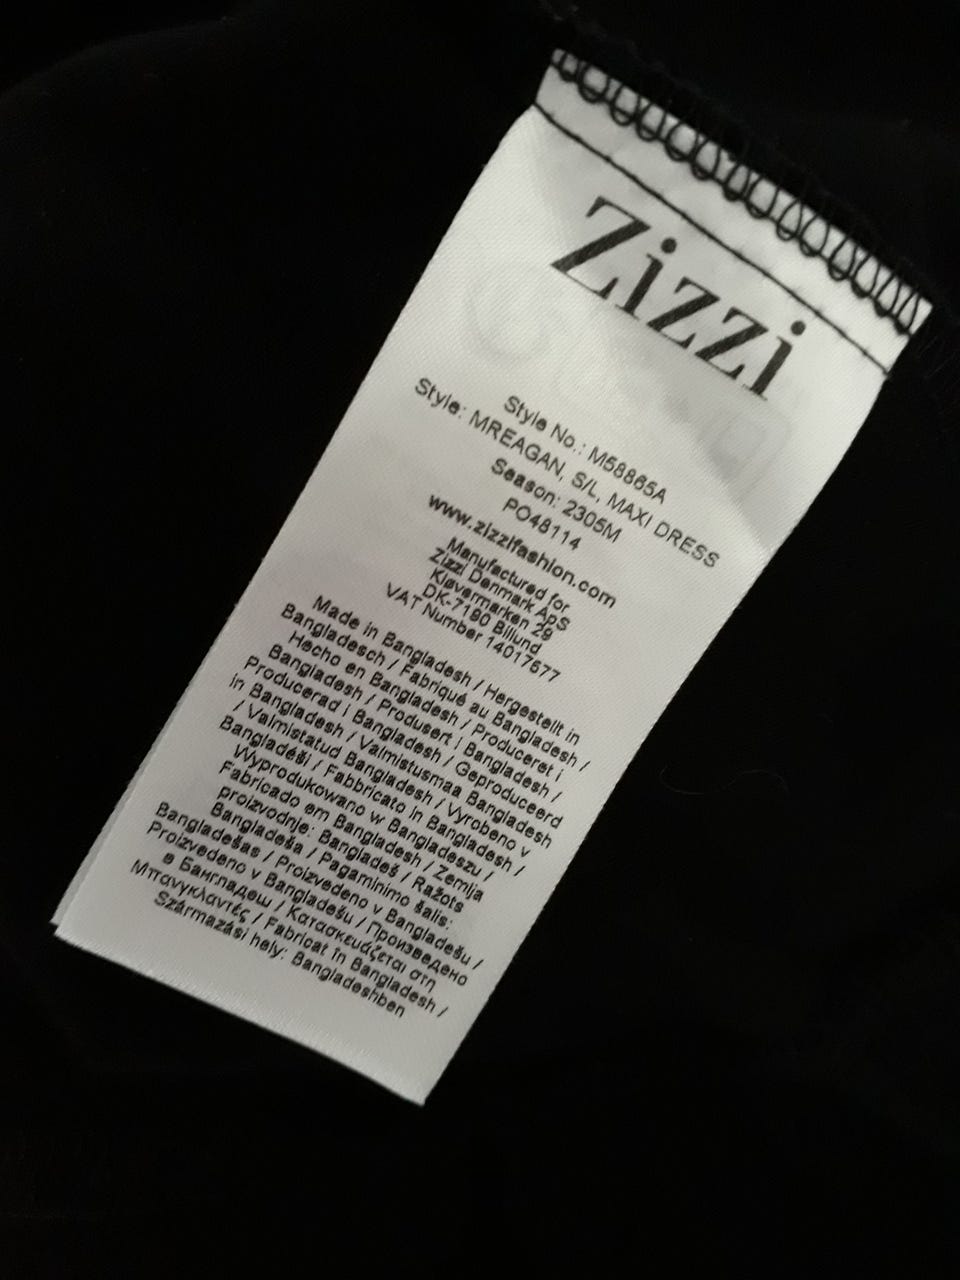 Zizzi
Style No.: M58865A
Style: MREAGAN, S/L, MAXI DRESS
Season: 2305M
PO48114
www.zizzifashion.com
Manufactured for
Zizzi Denmark ApS
Kløvermarken 29
DK-7190 Billund
VAT Number 14017677
Made in Bangladesh / Hergestellt in
Bangladesch / Fabriqué au Bangladesh /
Hecho en Bangladesh / Produceret i
Bangladesh / Produsert i Bangladesh /
Producerad i Bangladesh / Geproduceerd
in Bangladesh / Valmistusmaa Bangladesh
/ Valmistatud Bangladesh / Vyrobeno v
Bangladéši / Fabbricato in Bangladesh /
Wyprodukowano w Bangladeszu /
Fabricado em Bangladesh / Zemlja
proizvodnje: Bangladeš / Ražots
Bangladeša / Pagaminimo šalis:
Bangladešas / Proizvedeno v Bangladešu /
Proizvedeno v Bangladešu / Произведено
в Бангладеш / Κατασκευάζεται στη
Μπανγκλαντές / Fabricat în Bangladesh /
Származási hely: Bangladeshben